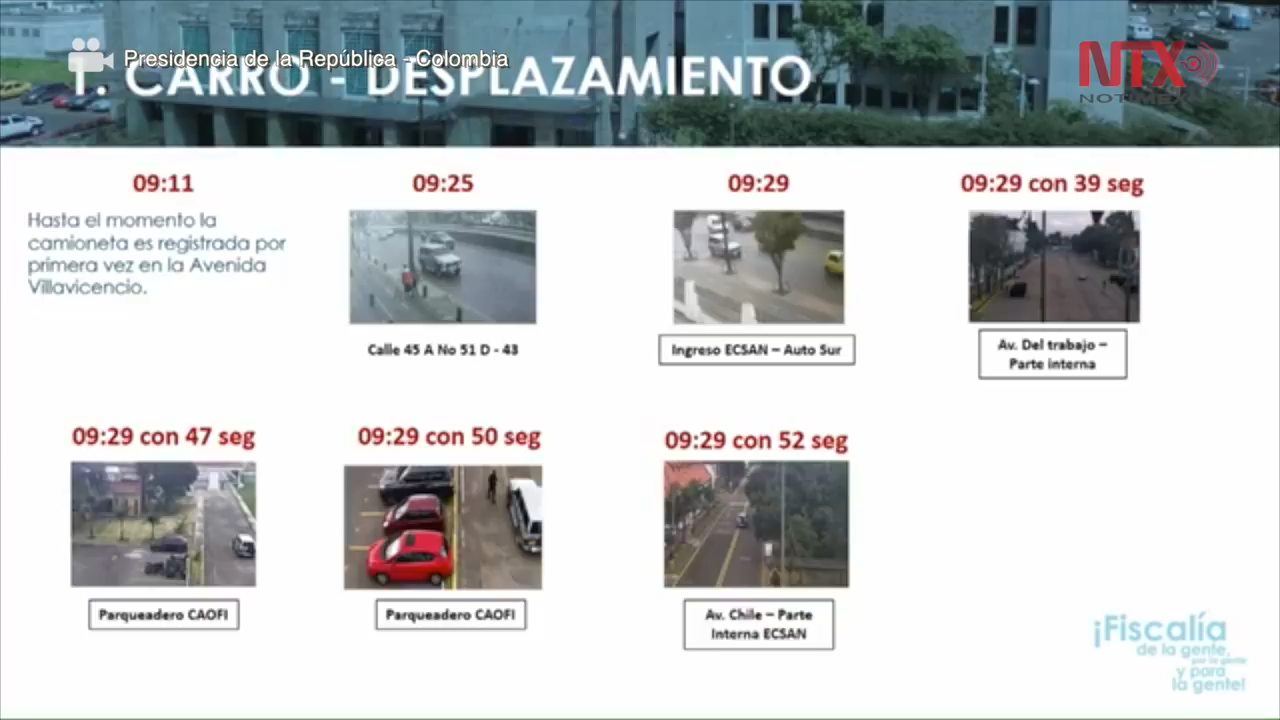 Presidencia de la República - Colombia
1. CARRO - DESPLAZAMIENTO
NTX
09:11
Hasta el momento la
camioneta es registrada por
primera vez en la Avenida
Villavicencio.
09:25
Calle 45 A No 51 D - 43
09:29
Ingreso ECSAN – Auto Sur
09:29 con 39 seg
Av. Del trabajo –
Parte interna
09:29 con 47 seg
Parqueadero CAOFI
09:29 con 50 seg
Parqueadero CAOFI
09:29 con 52 seg
Av. Chile – Parte
Interna ECSAN
¡Fiscalía
de la gente,
por la gente
y para
la gente!